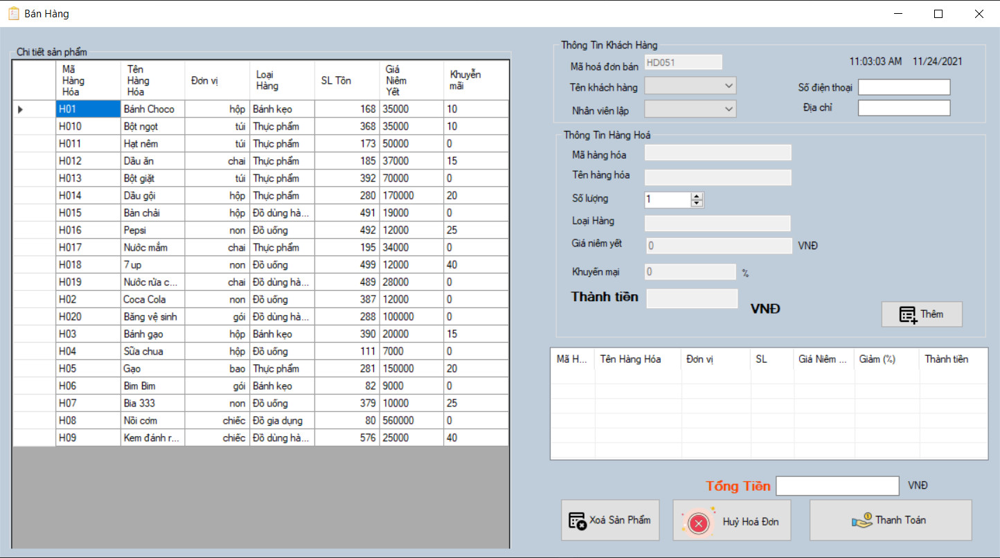 Bán Hàng
Chi tiết sản phẩm
Mã Hàng Hóa Tên Hàng Hóa Đơn vị Loại Hàng SL Tồn Giá Niêm Yết Khuyến mãi
H01 Bánh Choco hộp Bánh kẹo 168 35000 10
H010 Bột ngọt túi Thực phẩm 368 35000 10
H011 Hạt nêm túi Thực phẩm 173 50000 0
H012 Dầu ăn chai Thực phẩm 185 37000 15
H013 Bột giặt túi Thực phẩm 392 70000 0
H014 Dầu gội hộp Thực phẩm 280 170000 20
H015 Bàn chải hộp Đồ dùng hà... 491 19000 0
H016 Pepsi non Đồ uống 492 12000 25
H017 Nước mắm chai Thực phẩm 195 34000 0
H018 7 up non Đồ uống 499 12000 40
H019 Nước rửa c... chai Đồ dùng hà... 489 28000 0
H02 Coca Cola non Đồ uống 387 12000 0
H020 Băng vệ sinh gói Đồ dùng hà... 288 100000 0
H03 Bánh gạo hộp Bánh kẹo 390 20000 15
H04 Sữa chua hộp Đồ uống 111 7000 0
H05 Gạo bao Thực phẩm 281 150000 20
H06 Bim Bim gói Bánh kẹo 82 9000 0
H07 Bia 333 non Đồ uống 379 10000 25
H08 Nồi cơm chiếc Đồ gia dụng 80 560000 0
H09 Kem đánh r... chiếc Đồ dùng hà... 576 25000 40
Thông Tin Khách Hàng
Mã hoá đơn bán HD051 11:03:03 AM 11/24/2021
Tên khách hàng Số điện thoại
Nhân viên lập Địa chỉ
Thông Tin Hàng Hoá
Mã hàng hóa
Tên hàng hóa
Số lượng 1
Loại Hàng
Giá niêm yết 0 VNĐ
Khuyến mại 0 %
Thành tiền VNĐ
Thêm
Mã H... Tên Hàng Hóa Đơn vị SL Giá Niêm ... Giảm (%) Thành tiền
Tổng Tiền VNĐ
Xoá Sản Phẩm Huỷ Hoá Đơn Thanh Toán